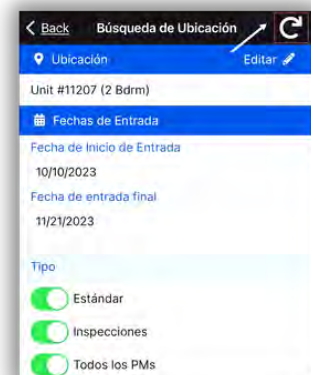 Back Búsqueda de Ubicación
Ubicación Editar
Unit #11207 (2 Bdrm)
Fechas de Entrada
Fecha de Inicio de Entrada
10/10/2023
Fecha de entrada final
11/21/2023
Tipo
Estándar
Inspecciones
Todos los PMs